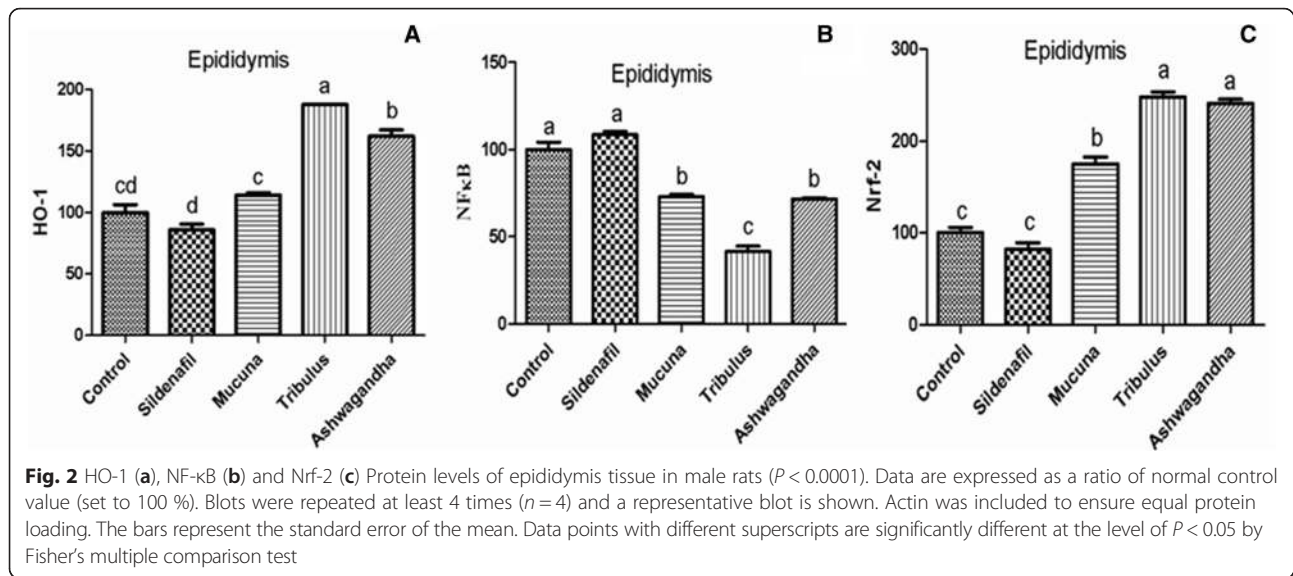 A
Epididymis
HO-1
200
150
100
50
0
cd
d
c
a
b
Control
Sildenafil
Mucuna
Tribulus
Ashwagandha
B
Epididymis
NFκB
150
100
50
0
a
a
b
c
b
Control
Sildenafil
Mucuna
Tribulus
Ashwagandha
C
Epididymis
Nrf-2
300
200
100
0
c
c
b
a
a
Control
Sildenafil
Mucuna
Tribulus
Ashwagandha
Fig. 2 HO-1 (a), NF-κB (b) and Nrf-2 (c) Protein levels of epididymis tissue in male rats (P < 0.0001). Data are expressed as a ratio of normal control
value (set to 100 %). Blots were repeated at least 4 times (n = 4) and a representative blot is shown. Actin was included to ensure equal protein
loading. The bars represent the standard error of the mean. Data points with different superscripts are significantly different at the level of P < 0.05 by
Fisher's multiple comparison test